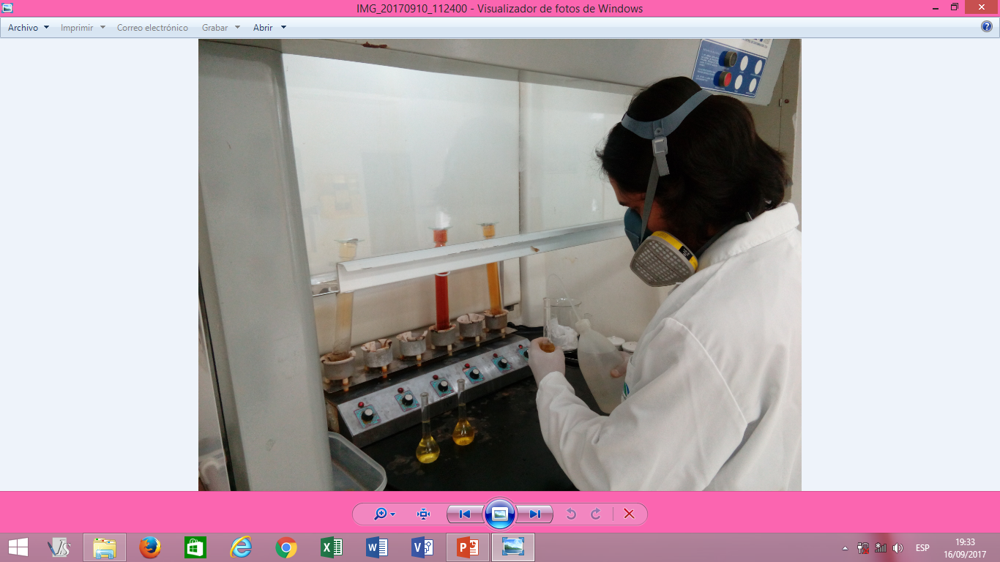 IMG_20170910_112400 - Visualizador de fotos de Windows
Archivo Imprimir Correo electrónico Grabar Abrir
ESP
19:33
16/09/2017